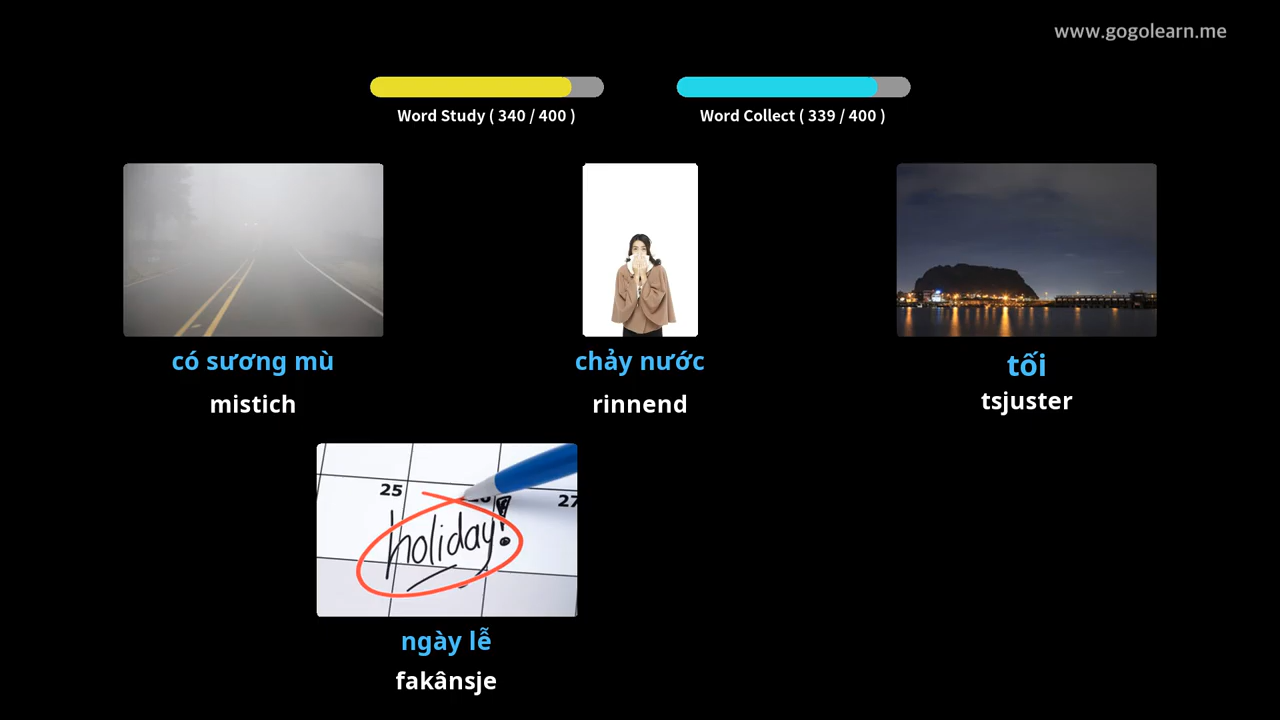 www.gogolearn.me
Word Study ( 340 / 400 )
Word Collect ( 339 / 400 )
có sương mù
mistich
chảy nước
rinnend
tối
tsjuster
25
27
holiday!
ngày lễ
fakânsje